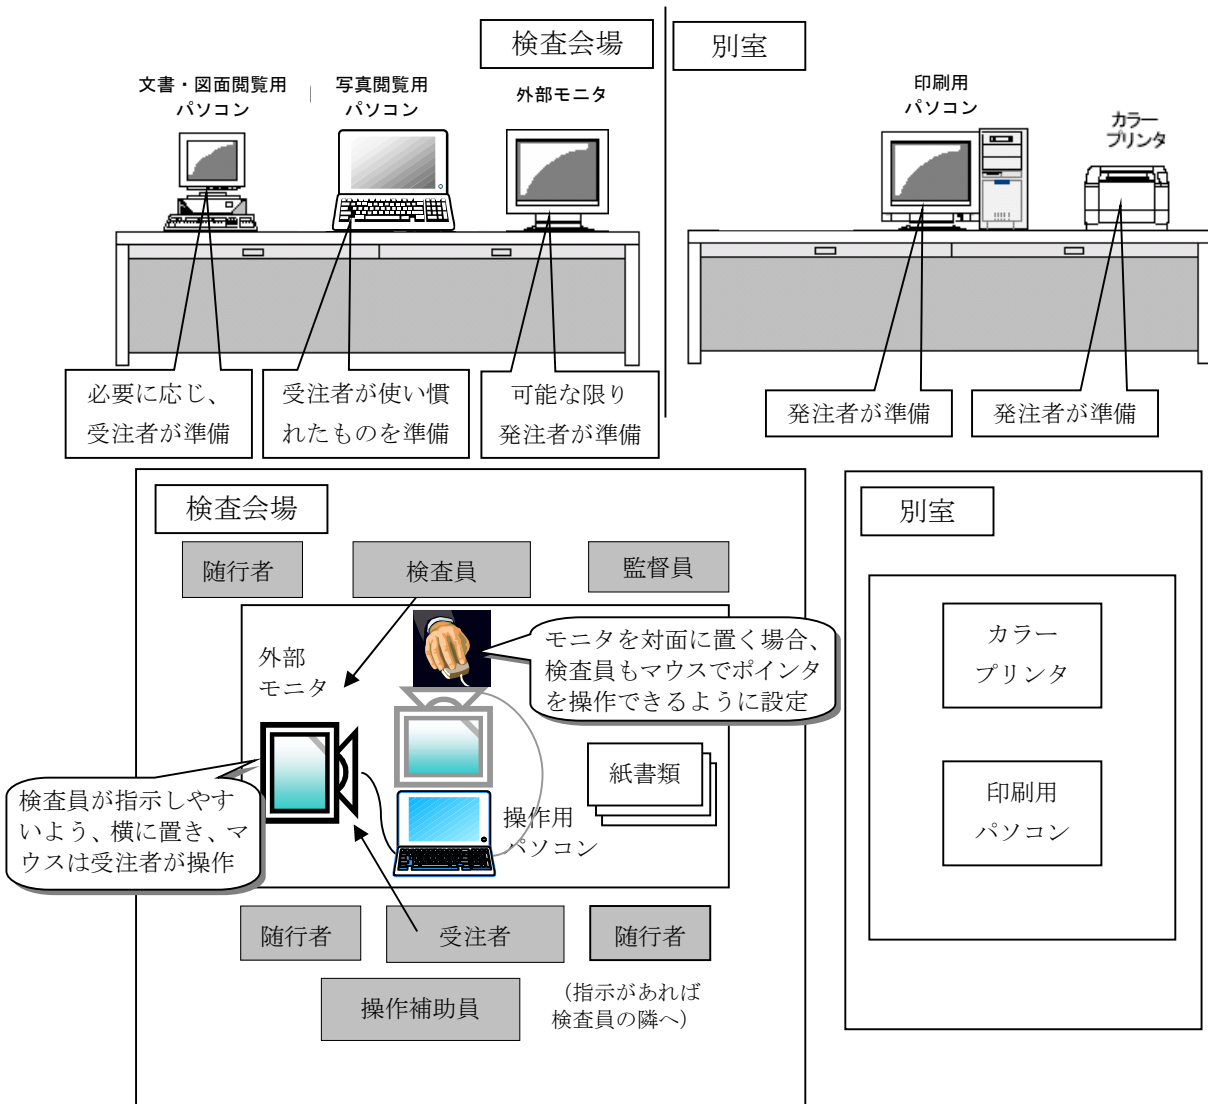 検査会場
別室
文書・図面閲覧用
パソコン
写真閲覧用
パソコン
外部モニタ
印刷用
パソコン
カラー
プリンタ
必要に応じ、
受注者が準備
受注者が使い慣
れたものを準備
可能な限り
発注者が準備
発注者が準備
発注者が準備
検査会場
随行者
検査員
監督員
外部
モニタ
モニタを対面に置く場合、
検査員もマウスでポインタ
を操作できるように設定
紙書類
検査員が指示しやす
いよう、横に置き、マ
ウスは受注者が操作
操作用
パソコン
随行者
受注者
随行者
操作補助員
（指示があれば
検査員の隣へ）
別室
カラー
プリンタ
印刷用
パソコン